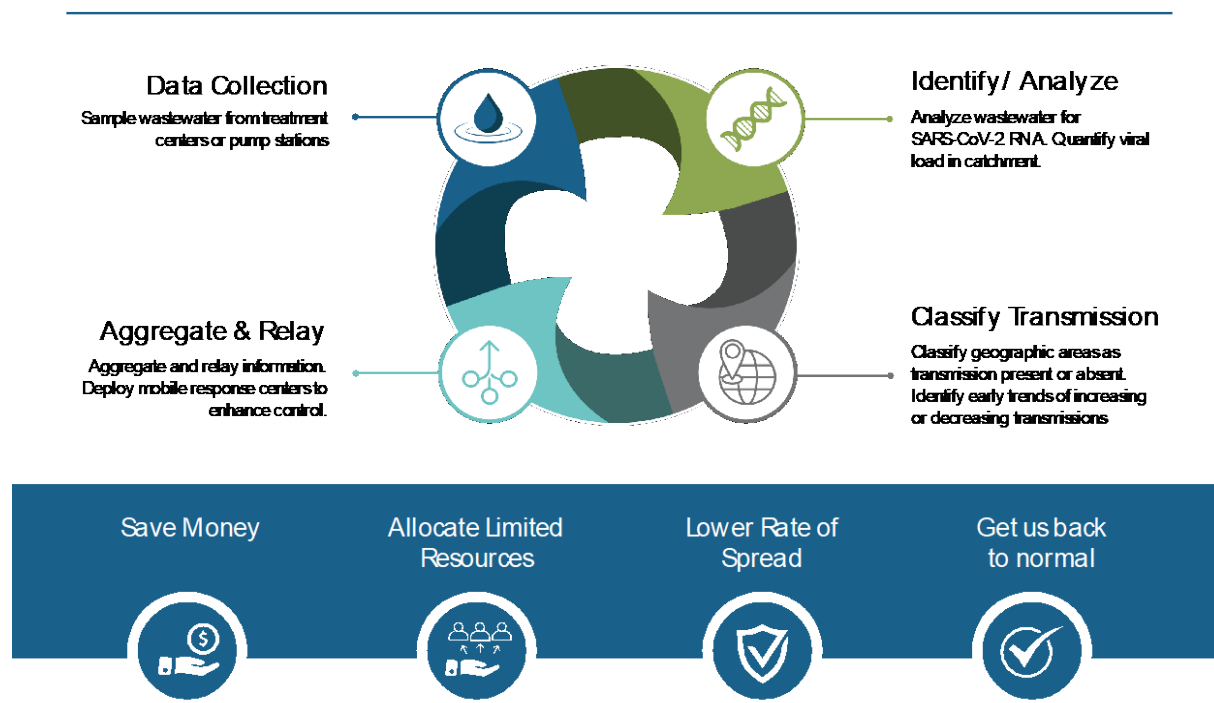 Data Collection
Sample wastewater from treatment
centers or pump stations
Identify/ Analyze
Analyze wastewater for
SARS-CoV-2 RNA. Quantify viral
load in catchment.
Aggregate & Relay
Aggregate and relay information.
Deploy mobile response centers to
enhance control.
Classify Transmission
Classify geographic areas as
transmission present or absent.
Identify early trends of increasing
or decreasing transmissions
Save Money
Allocate Limited
Resources
Lower Rate of
Spread
Get us back
to normal
$